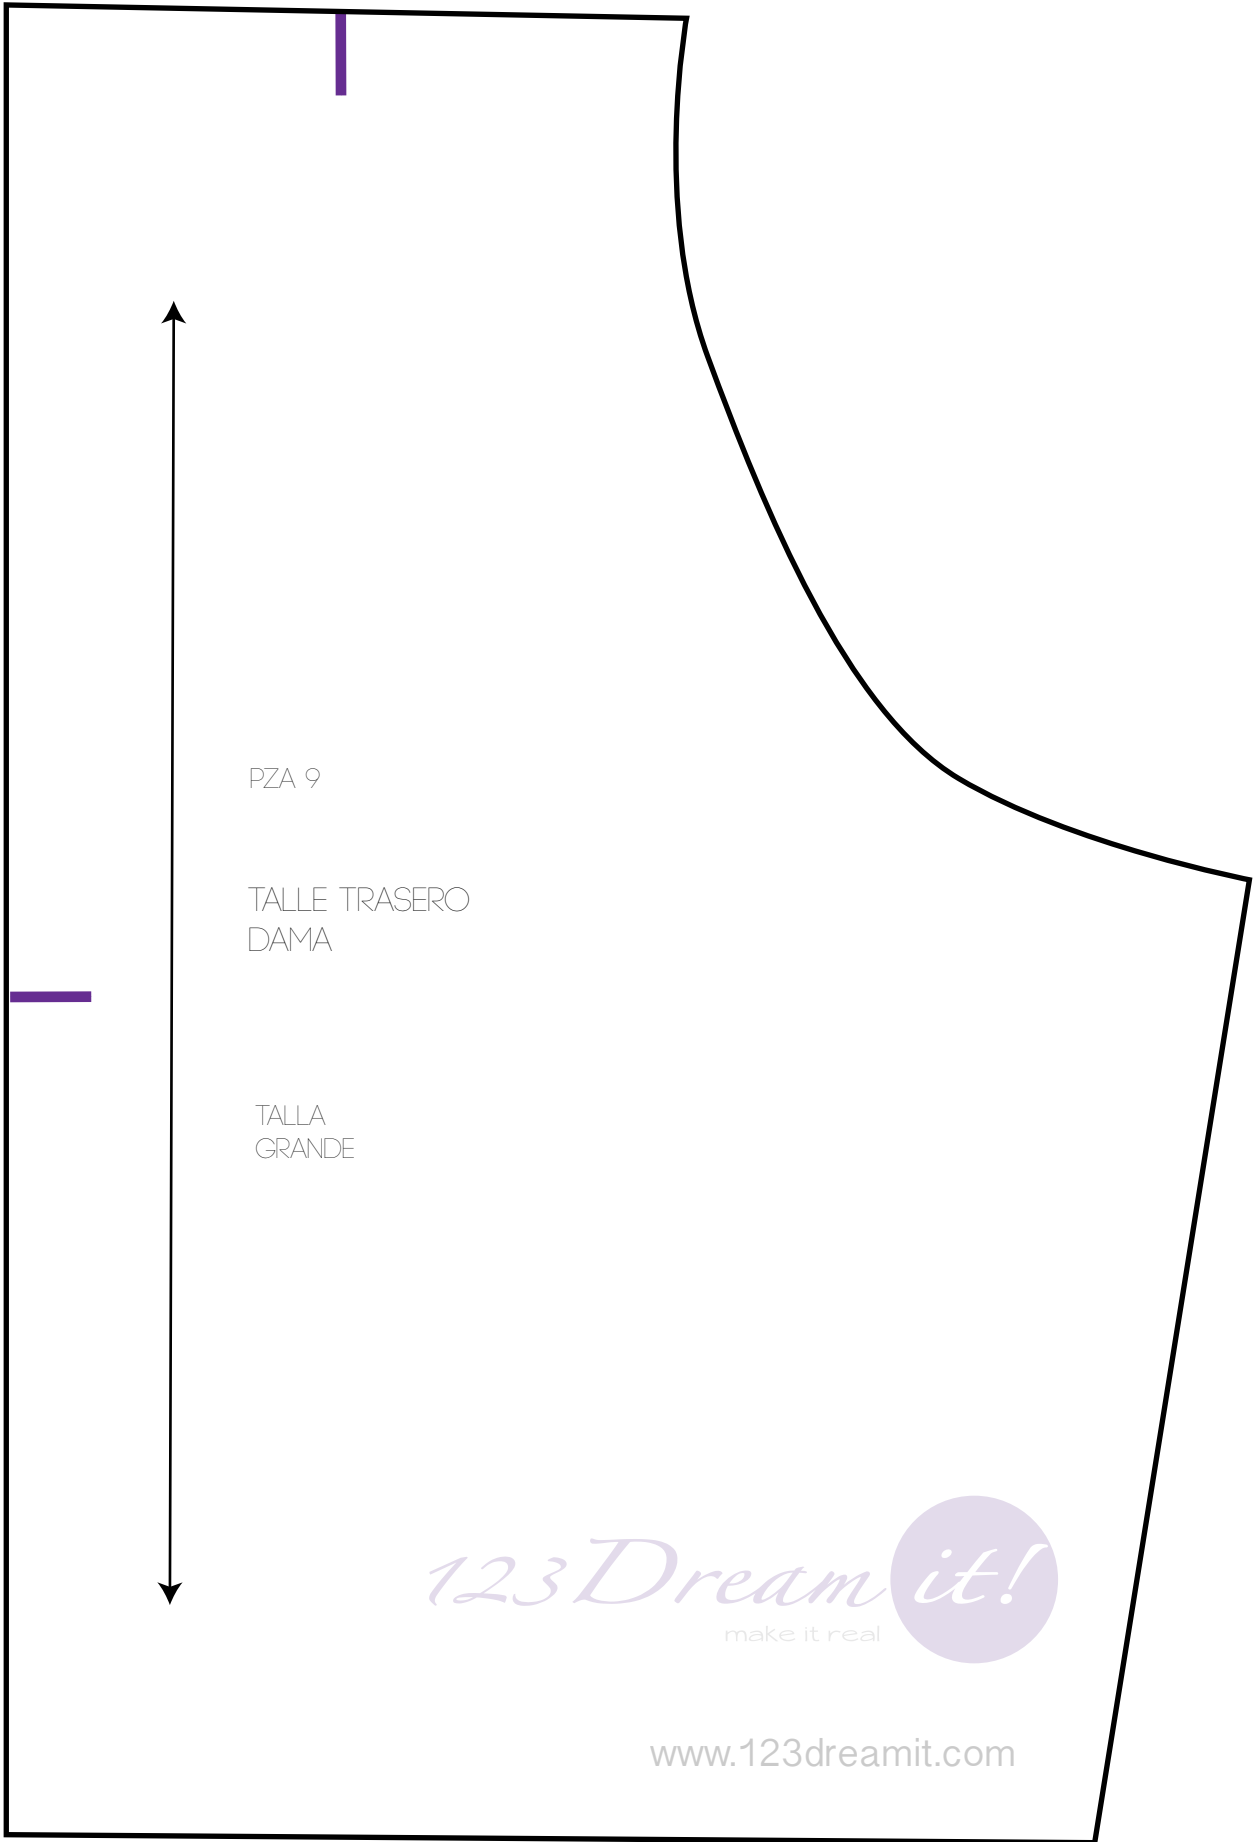 PZA 9
TALLE TRASERO
DAMA
TALLA
GRANDE
123Dream it!
make it real
www.123dreamit.com